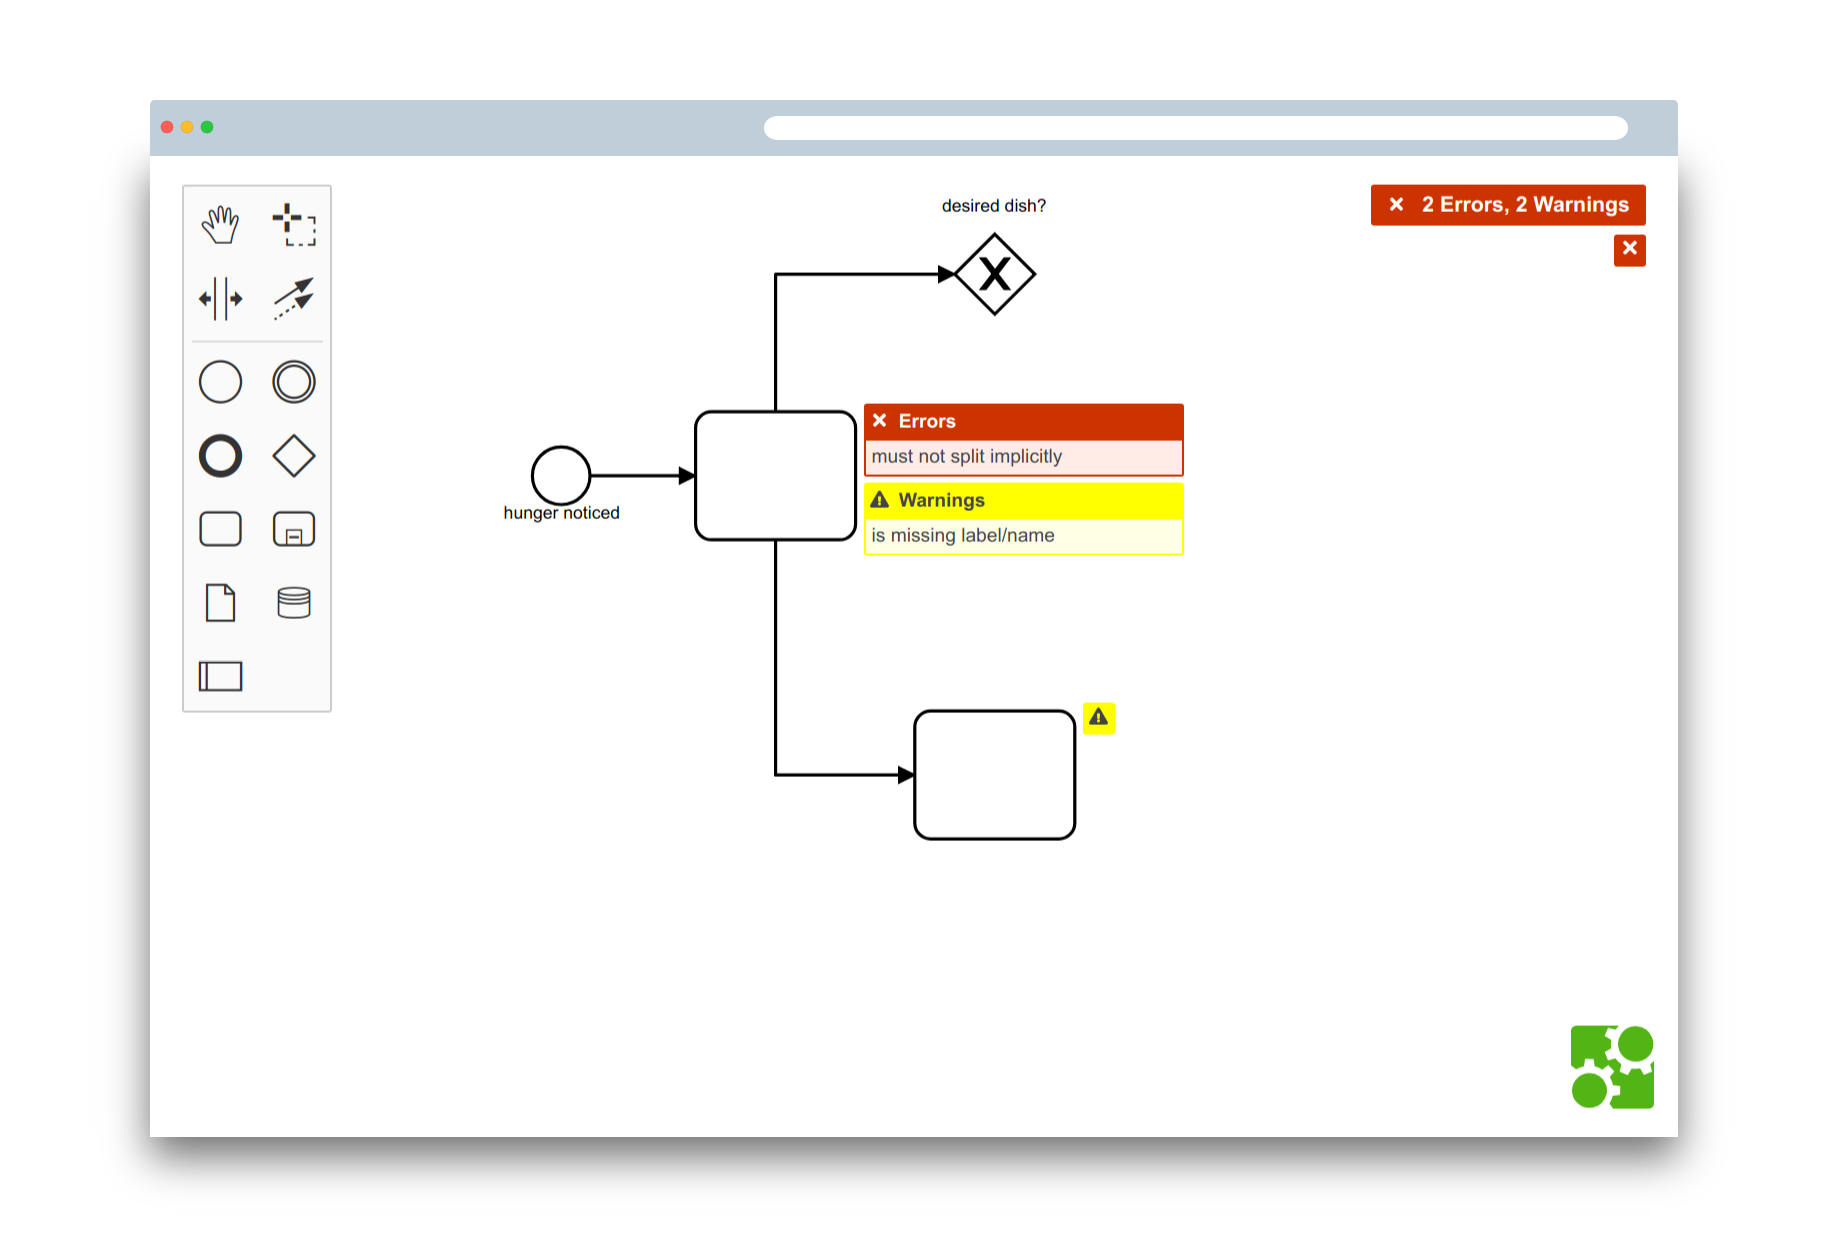 desired dish?
2 Errors, 2 Warnings
Errors
must not split implicitly
Warnings
is missing label/name
hunger noticed